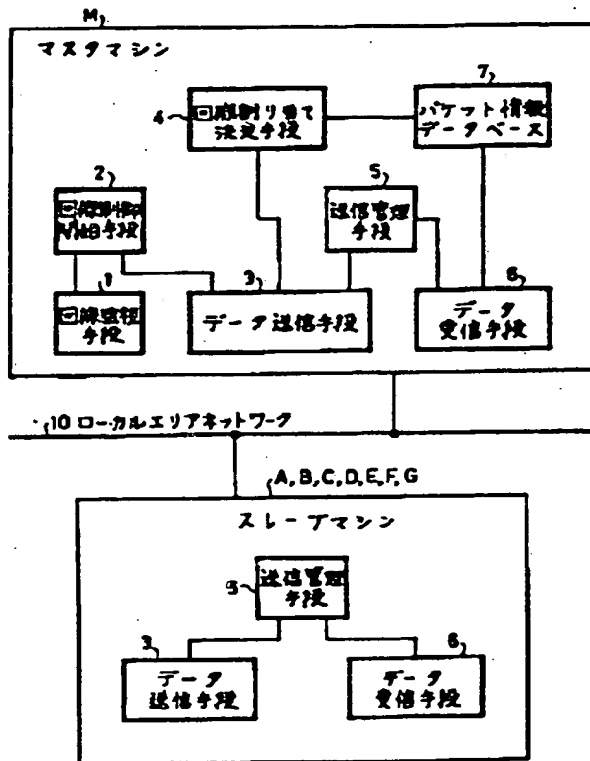 M
マスタマシン
4
回線割り当て
決定手段
7
パケット情報
データベース
2
手段
5
送信管理
手段
1
回線監視
手段
3
データ送信手段
6
データ
受信手段
10 ローカルエリアネットワーク
A, B, C, D, E, F, G
スレーブマシン
5
送信管理
手段
3
データ
送信手段
6
データ
受信手段